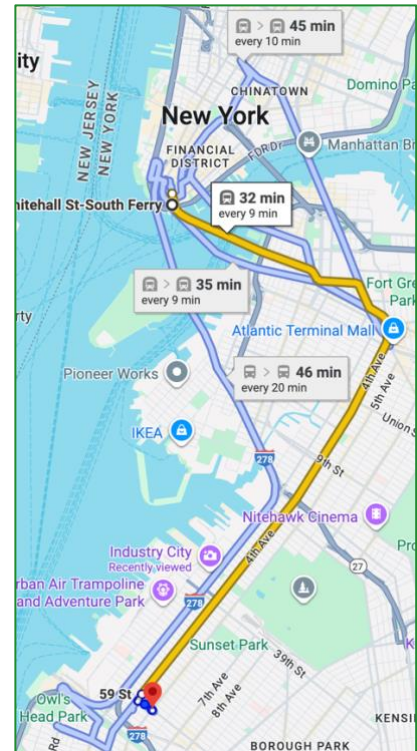 45 min
every 10 min
ity
CHINATOWN
Domino Pa
NEW JERSEY
NEW YORK
New York
FINANCIAL
DISTRICT
FDR D
Manhattan Br
hitehall St-South Ferry
32 min
every 9 min
35 min
every 9 min
Fort Gre
Park
rty
Atlantic Terminal Mall
Pioneer Works
46 min
every 20 min
4th Ave
5th Ave
Union S
IKEA
278
9th St
Nitehawk Cinema
Industry City
Recently viewed
4th Ave
Pro
27
rban Air Trampoline
and Adventure Park
278
Sunset Park
39th St
59 St
7th Ave
8th Ave
Owl's
Head Park
278
Rd
KENSI
BOROUGH PARK